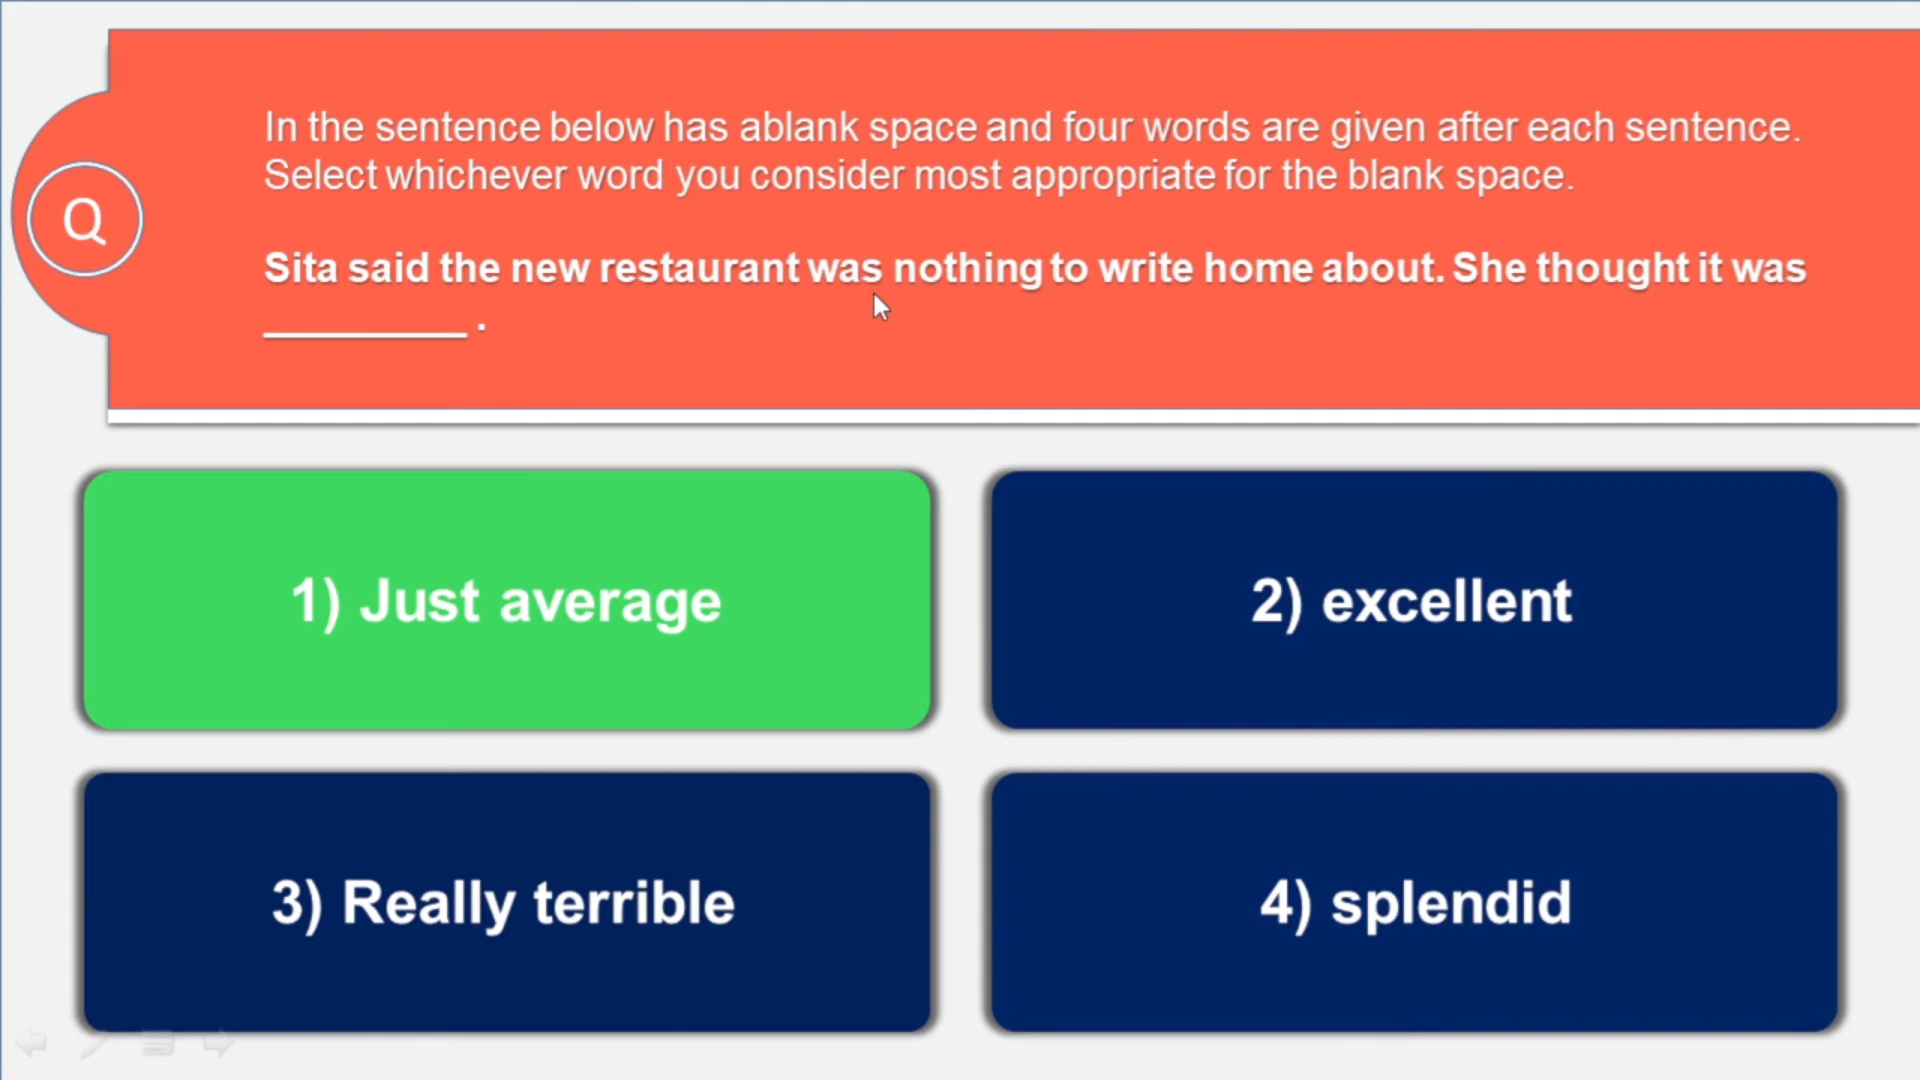 In the sentence below has ablank space and four words are given after each sentence.
Select whichever word you consider most appropriate for the blank space.
Q
Sita said the new restaurant was nothing to write home about. She thought it was
_________ .
1) Just average
2) excellent
3) Really terrible
4) splendid